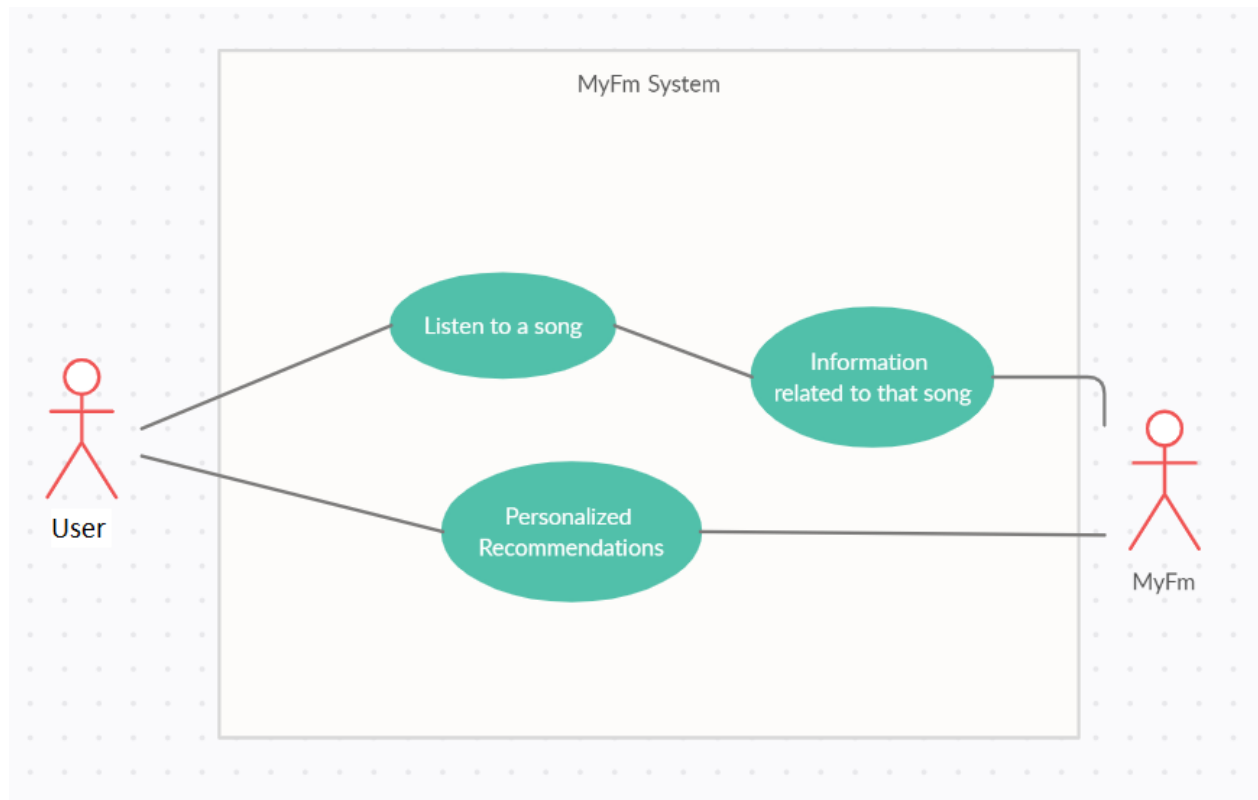 MyFm System
Listen to a song
Information
related to that song
User
Personalized
Recommendations
MyFm